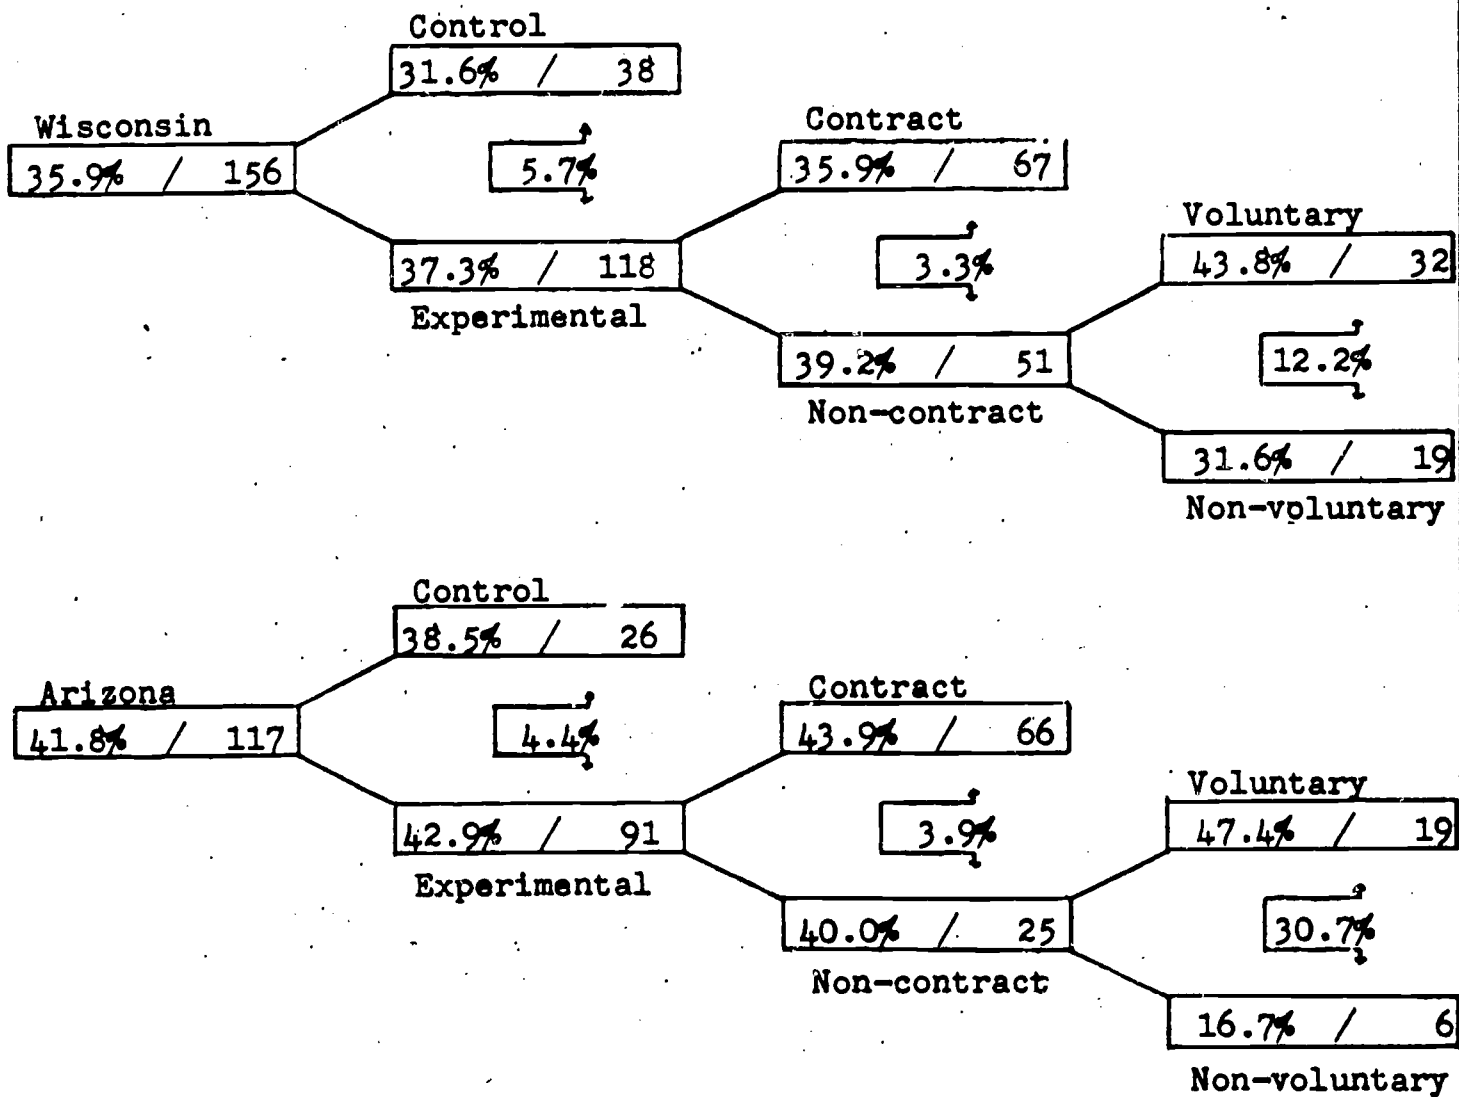 Control
31.6% / 38
Wisconsin
35.9% / 156
5.7%
Contract
35.9% / 67
37.3% / 118
Experimental
3.3%
Voluntary
43.8% / 32
39.2% / 51
Non-contract
12.2%
31.6% / 19
Non-voluntary
Control
38.5% / 26
Arizona
41.8% / 117
4.4%
Contract
43.9% / 66
42.9% / 91
Experimental
3.9%
Voluntary
47.4% / 19
40.0% / 25
Non-contract
30.7%
16.7% / 6
Non-voluntary